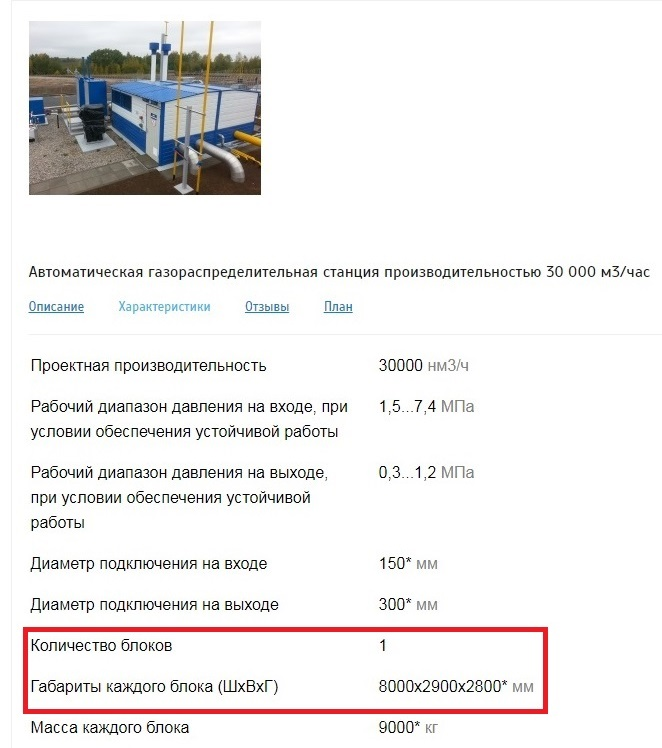 Автоматическая газораспределительная станция производительностью 30 000 м3/час
Описание Характеристики Отзывы План
Проектная производительность 30000 нм3/ч
Рабочий диапазон давления на входе, при 1,5...7,4 МПа
условии обеспечения устойчивой работы
Рабочий диапазон давления на выходе, 0,3...1,2 МПа
при условии обеспечения устойчивой
работы
Диаметр подключения на входе 150* мм
Диаметр подключения на выходе 300* мм
Количество блоков 1
Габариты каждого блока (ШхВхГ) 8000х2900х2800* мм
Масса каждого блока 9000* кг